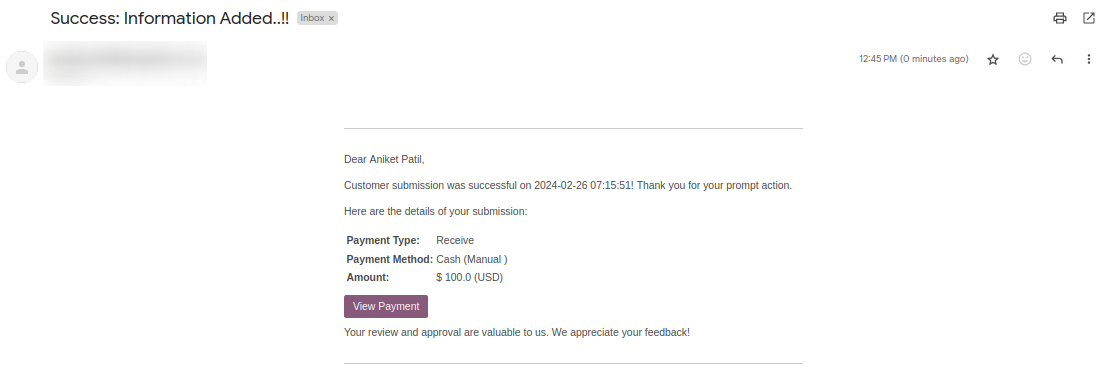 Success: Information Added..!! Inbox ×
12:45 PM (0 minutes ago)
Dear Aniket Patil,
Customer submission was successful on 2024-02-26 07:15:51! Thank you for your prompt action.
Here are the details of your submission:
Payment Type: Receive
Payment Method: Cash (Manual )
Amount: $ 100.0 (USD)
View Payment
Your review and approval are valuable to us. We appreciate your feedback!